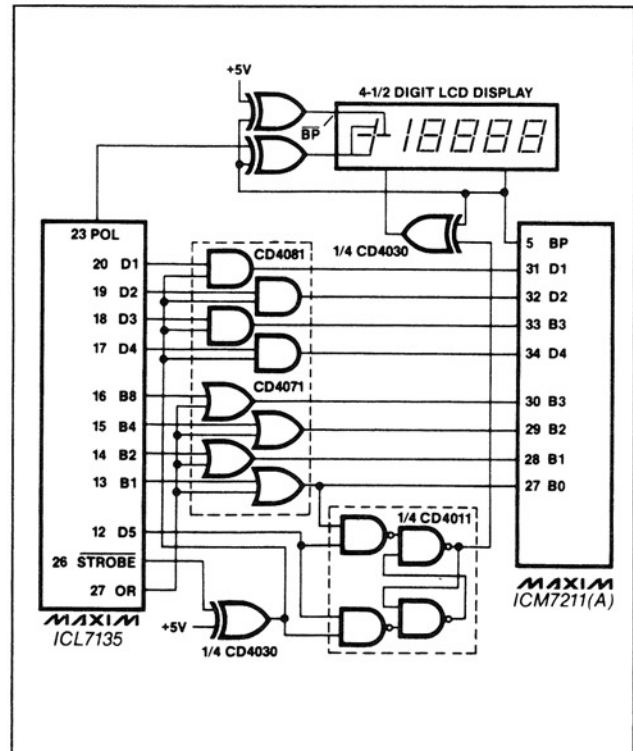 +5V
4-1/2 DIGIT LCD DISPLAY
BP
18888
23 POL
1/4 CD4030
5 BP
20 D1
CD4081
31 D1
19 D2
32 D2
18 D3
33 B3
17 D4
34 D4
CD4071
16 B8
30 B3
15 B4
29 B2
14 B2
28 B1
13 B1
27 B0
1/4 CD4011
12 D5
26 STROBE
27 OR
MAXIM
ICL7135
+5V
1/4 CD4030
MAXIM
ICM7211(A)